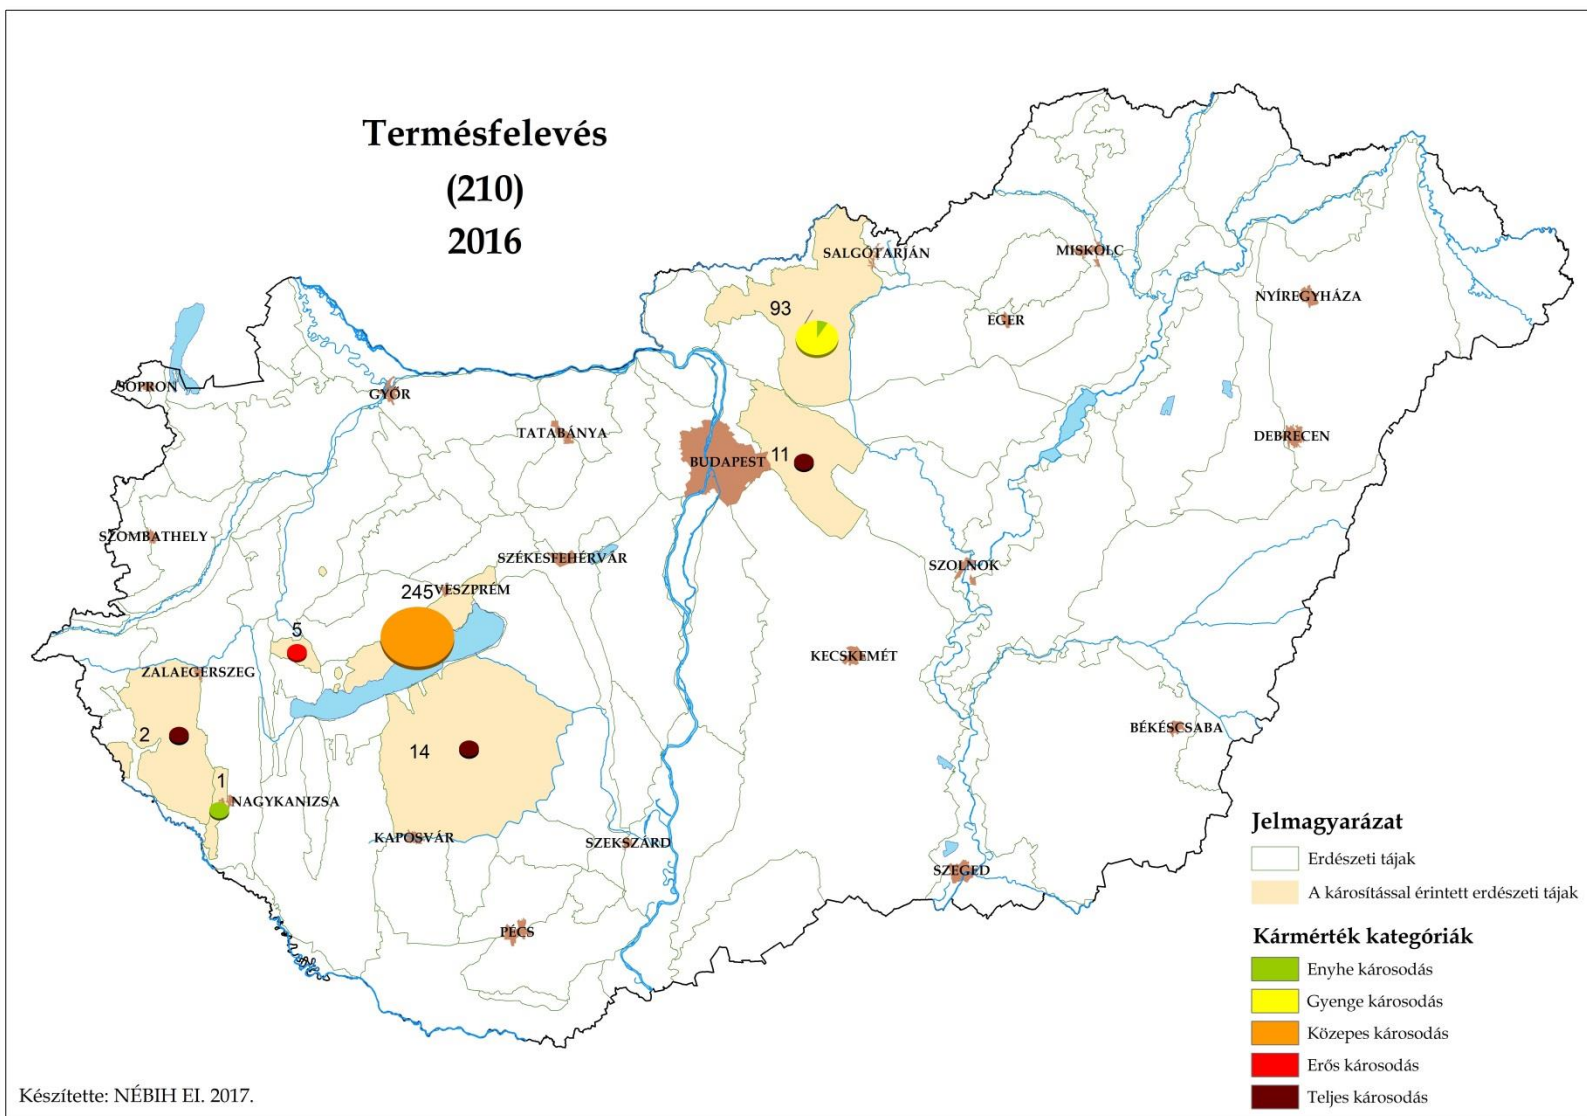 Termésfelevés
(210)
2016
SALGÓTARJÁN
MISKOLC
NYÍREGYHÁZA
93
EGER
SOPRON
GYŐR
TATABÁNYA
DEBRECEN
BUDAPEST
11
SZOMBATHELY
SZÉKESFEHÉRVÁR
SZOLNOK
245
VESZPRÉM
5
KECSKEMÉT
ZALAEGERSZEG
2
BÉKÉSCSABA
14
1
NAGYKANIZSA
KAPOSVÁR
SZEKSZÁRD
SZEGED
PÉCS
Jelmagyarázat
Erdészeti tájak
A károsítással érintett erdészeti tájak
Kármérték kategóriák
Enyhe károsodás
Gyenge károsodás
Közepes károsodás
Erős károsodás
Teljes károsodás
Készítette: NÉBIH EI. 2017.